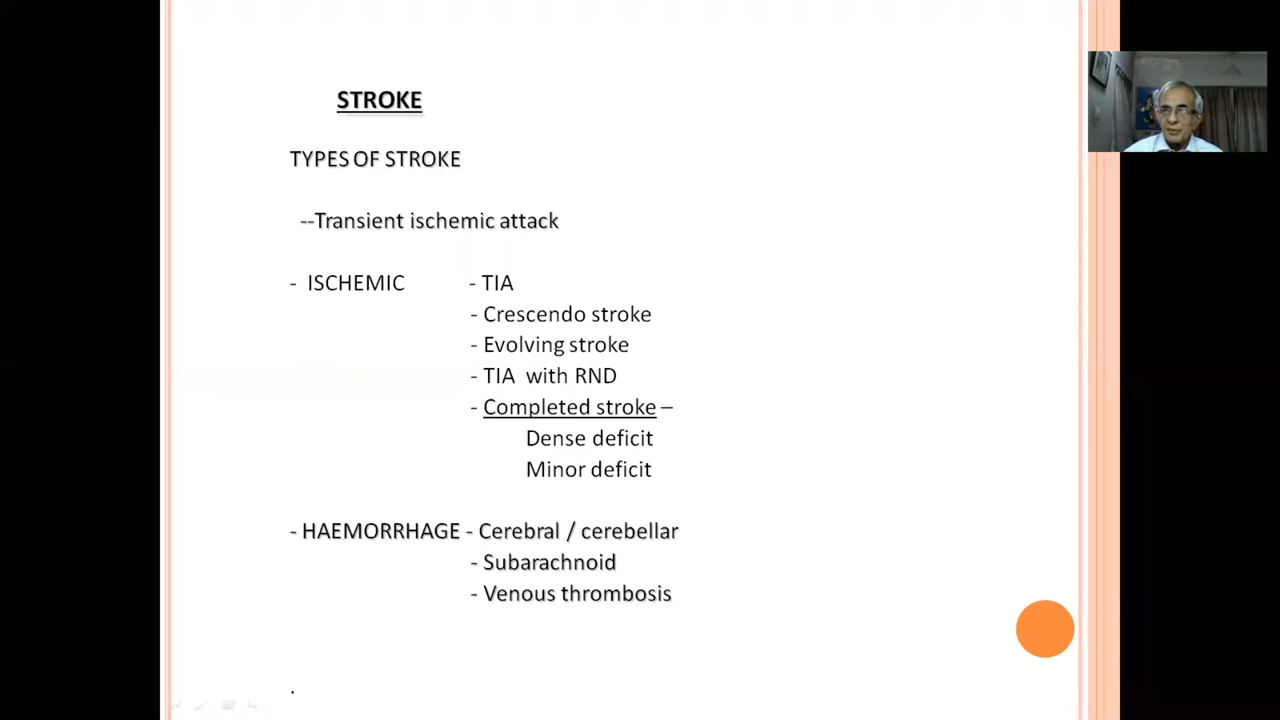 STROKE
TYPES OF STROKE
--Transient ischemic attack
- ISCHEMIC - TIA
- Crescendo stroke
- Evolving stroke
- TIA with RND
- Completed stroke –
Dense deficit
Minor deficit
- HAEMORRHAGE - Cerebral / cerebellar
- Subarachnoid
- Venous thrombosis
.